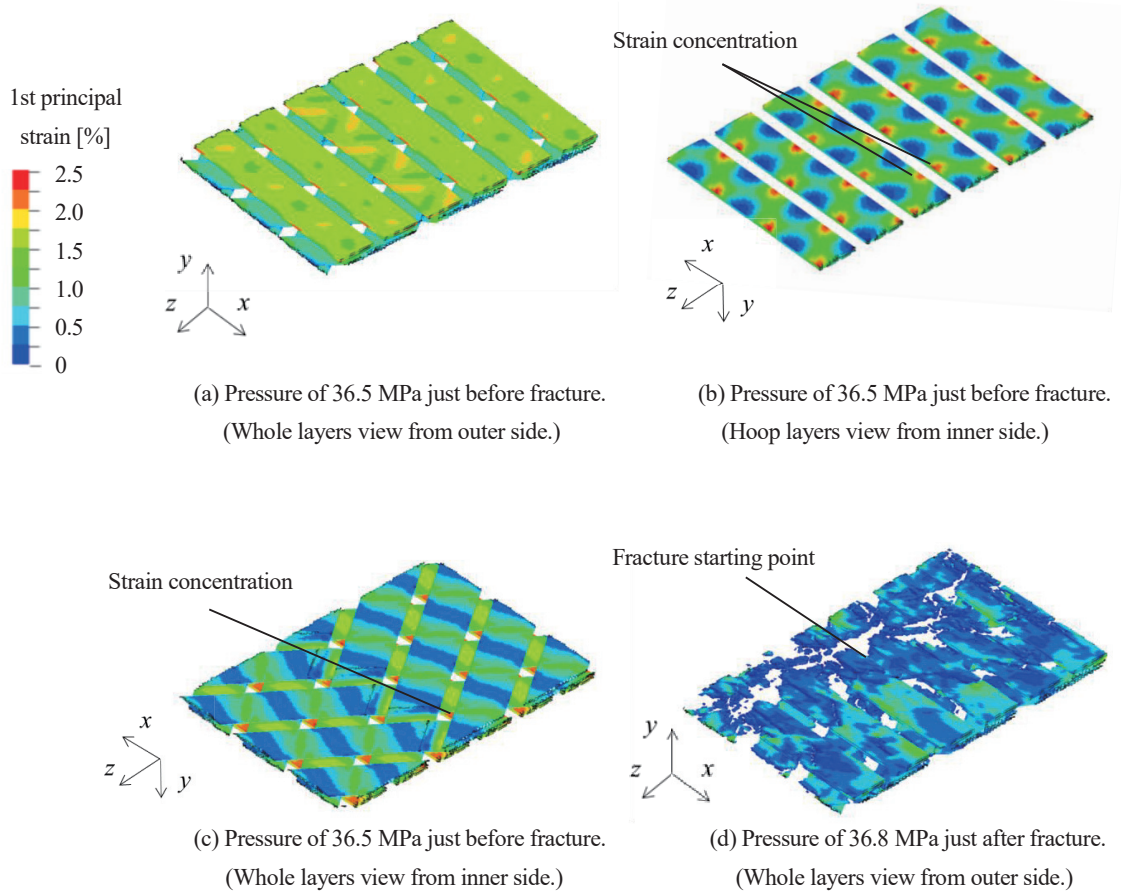 Strain concentration
1st principal
strain [%]
2.5
2.0
1.5
1.0
0.5
0
y
z
x
x
z
y
(a) Pressure of 36.5 MPa just before fracture.
(Whole layers view from outer side.)
(b) Pressure of 36.5 MPa just before fracture.
(Hoop layers view from inner side.)
Strain concentration
Fracture starting point
x
z
y
y
z
x
(c) Pressure of 36.5 MPa just before fracture.
(Whole layers view from inner side.)
(d) Pressure of 36.8 MPa just after fracture.
(Whole layers view from outer side.)